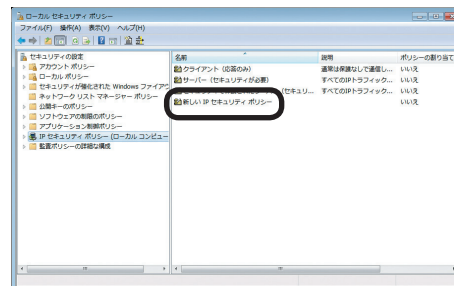 ローカル セキュリティ ポリシー
ファイル(F) 操作(A) 表示(V) ヘルプ(H)
セキュリティの設定
アカウント ポリシー
ローカル ポリシー
セキュリティが強化された Windows ファイアウ
ネットワーク リスト マネージャー ポリシー
公開キーのポリシー
ソフトウェアの制限のポリシー
アプリケーション制御ポリシー
IP セキュリティ ポリシー (ローカル コンピュー
監査ポリシーの詳細な構成
名前 説明 ポリシーの割り当て
クライアント (応答のみ) 通常は保護なしで通信し... いいえ
サーバー (セキュリティが必要) すべてのIPトラフィック... いいえ
(セキュリ... すべてのIPトラフィック... いいえ
新しい IP セキュリティ ポリシー いいえ